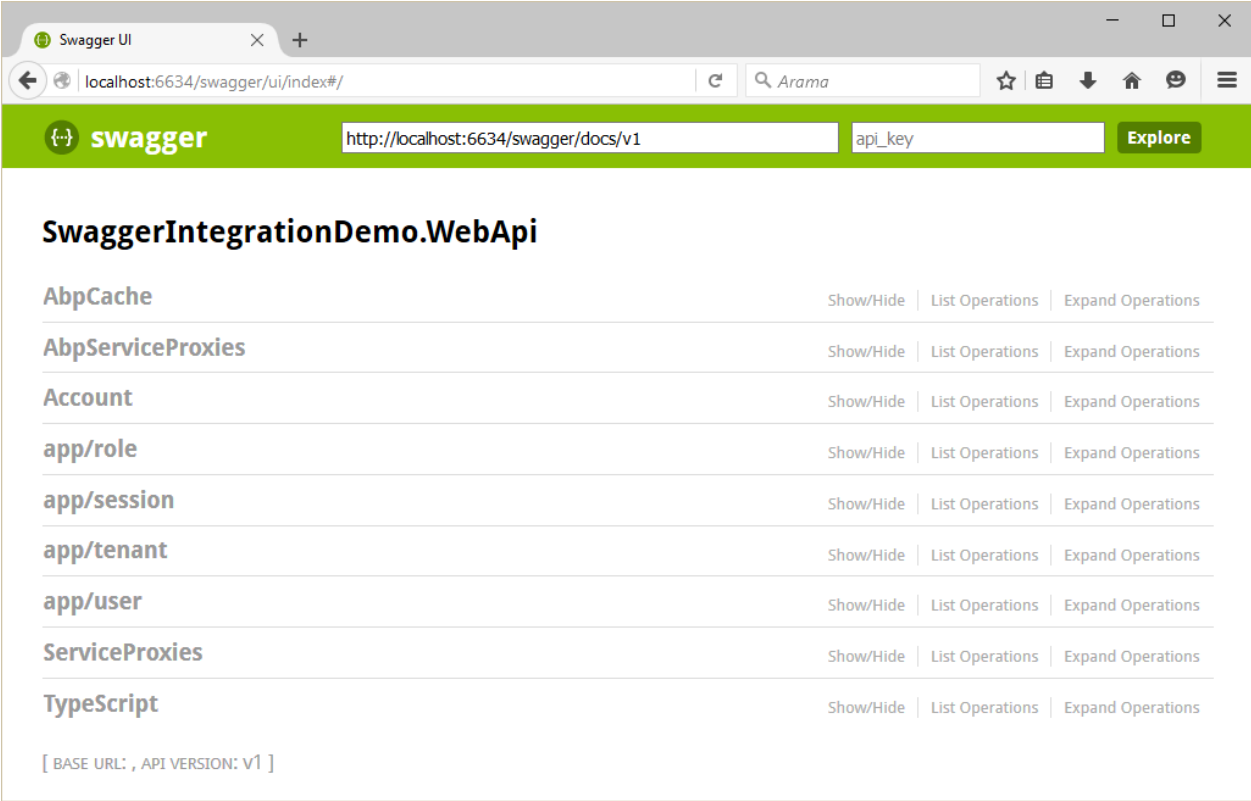 Swagger UI
localhost:6634/swagger/ui/index#/
Arama
swagger http://localhost:6634/swagger/docs/v1 api_key Explore
SwaggerIntegrationDemo.WebApi
AbpCache Show/Hide List Operations Expand Operations
AbpServiceProxies Show/Hide List Operations Expand Operations
Account Show/Hide List Operations Expand Operations
app/role Show/Hide List Operations Expand Operations
app/session Show/Hide List Operations Expand Operations
app/tenant Show/Hide List Operations Expand Operations
app/user Show/Hide List Operations Expand Operations
ServiceProxies Show/Hide List Operations Expand Operations
TypeScript Show/Hide List Operations Expand Operations
[ BASE URL: , API VERSION: v1 ]